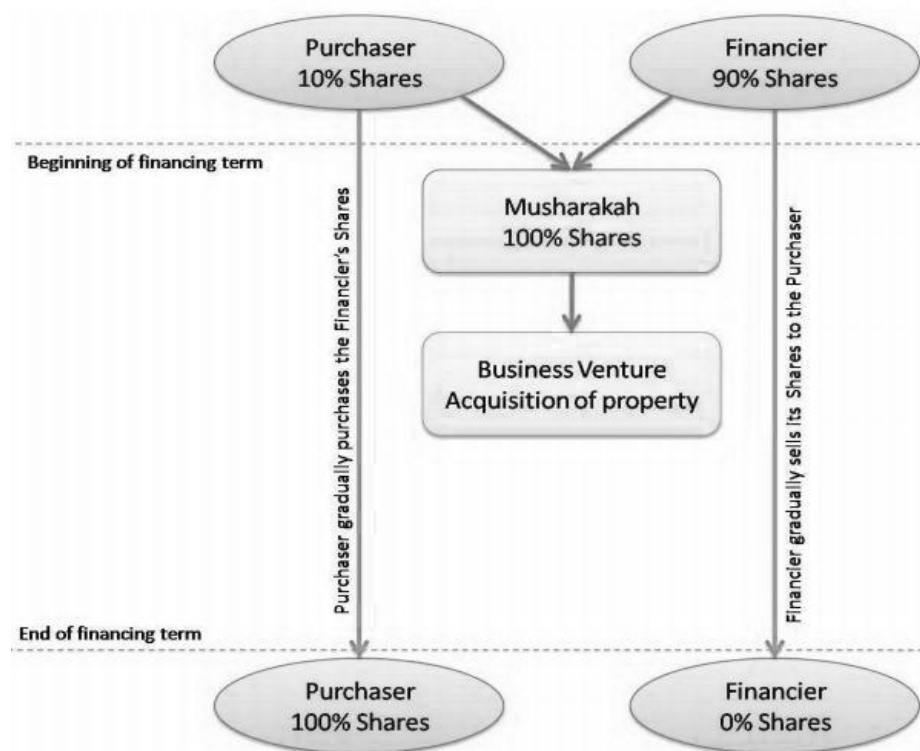 Purchaser
10% Shares
Financier
90% Shares
Beginning of financing term
Musharakah
100% Shares
Purchaser gradually purchases the Financier's Shares
Financier gradually sells its Shares to the Purchaser
Business Venture
Acquisition of property
End of financing term
Purchaser
100% Shares
Financier
0% Shares